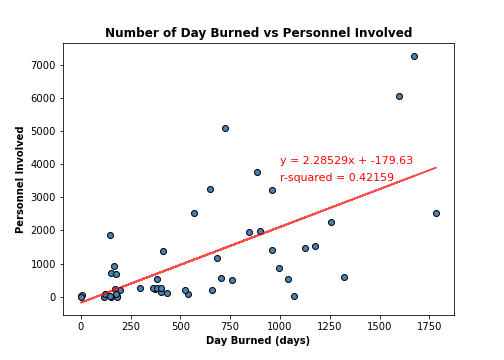 Number of Day Burned vs Personnel Involved
7000
6000
5000
4000
3000
2000
1000
0
Personnel Involved
y = 2.28529x + -179.63
r-squared = 0.42159
0 250 500 750 1000 1250 1500 1750
Day Burned (days)